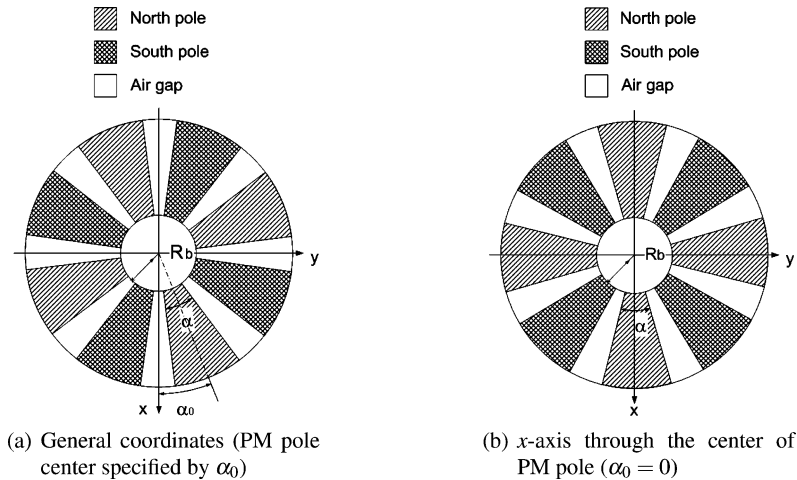 North pole
South pole
Air gap
R_b
y
α
x
α₀
(a) General coordinates (PM pole
center specified by α₀)
North pole
South pole
Air gap
R_b
y
α
x
(b) x-axis through the center of
PM pole (α₀ = 0)